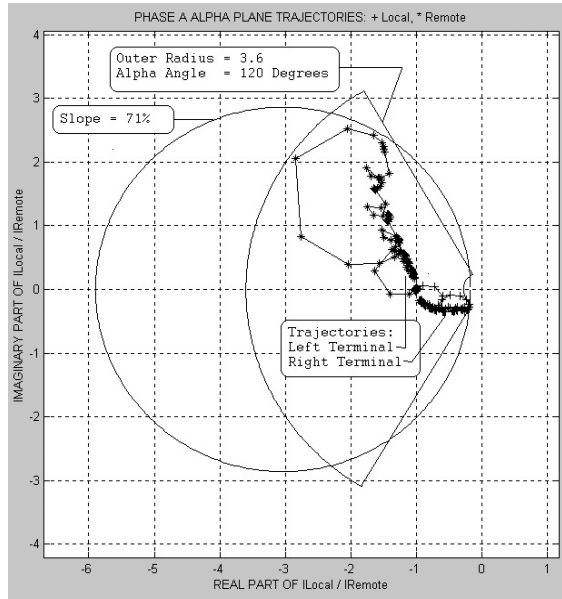 PHASE A ALPHA PLANE TRAJECTORIES: + Local, * Remote
Outer Radius = 3.6
Alpha Angle = 120 Degrees
Slope = 71%
Trajectories:
Left Terminal
Right Terminal
IMAGINARY PART OF ILocal / IRemote
4
3
2
1
0
-1
-2
-3
-4
-6
-5
-4
-3
-2
-1
0
1
REAL PART OF ILocal / IRemote